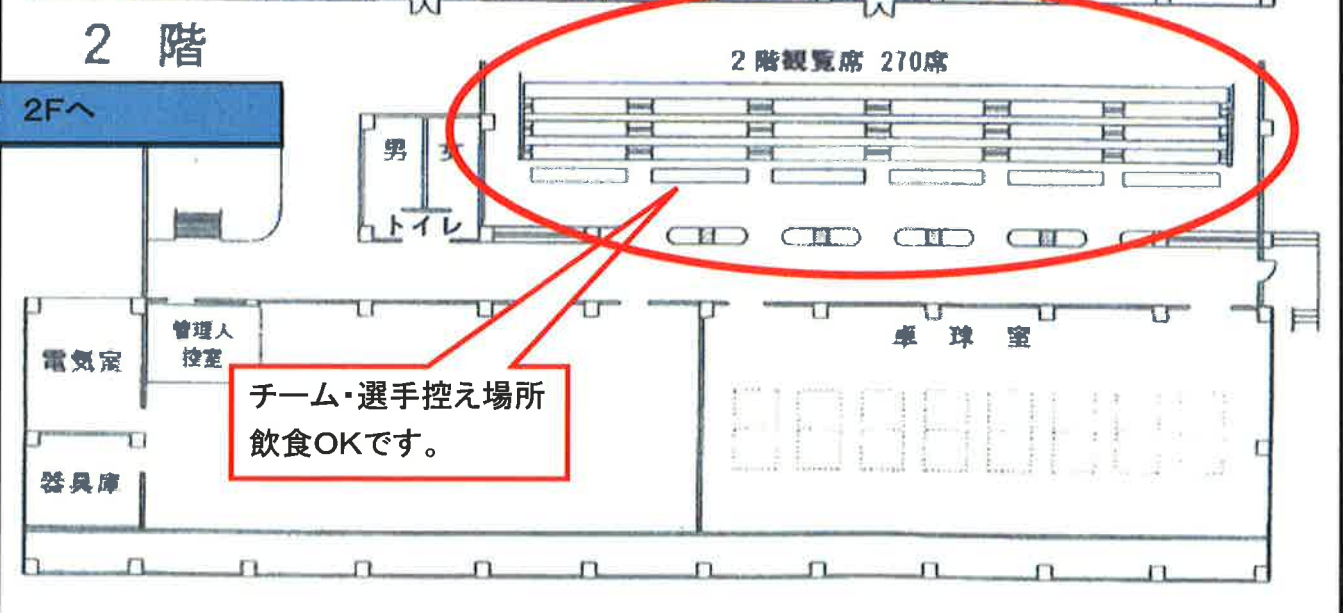 2 階
2Fへ
2階観覧席 270席
男
女
トイレ
管理人
控室
電気室
器具庫
卓 球 室
チーム・選手控え場所
飲食OKです。